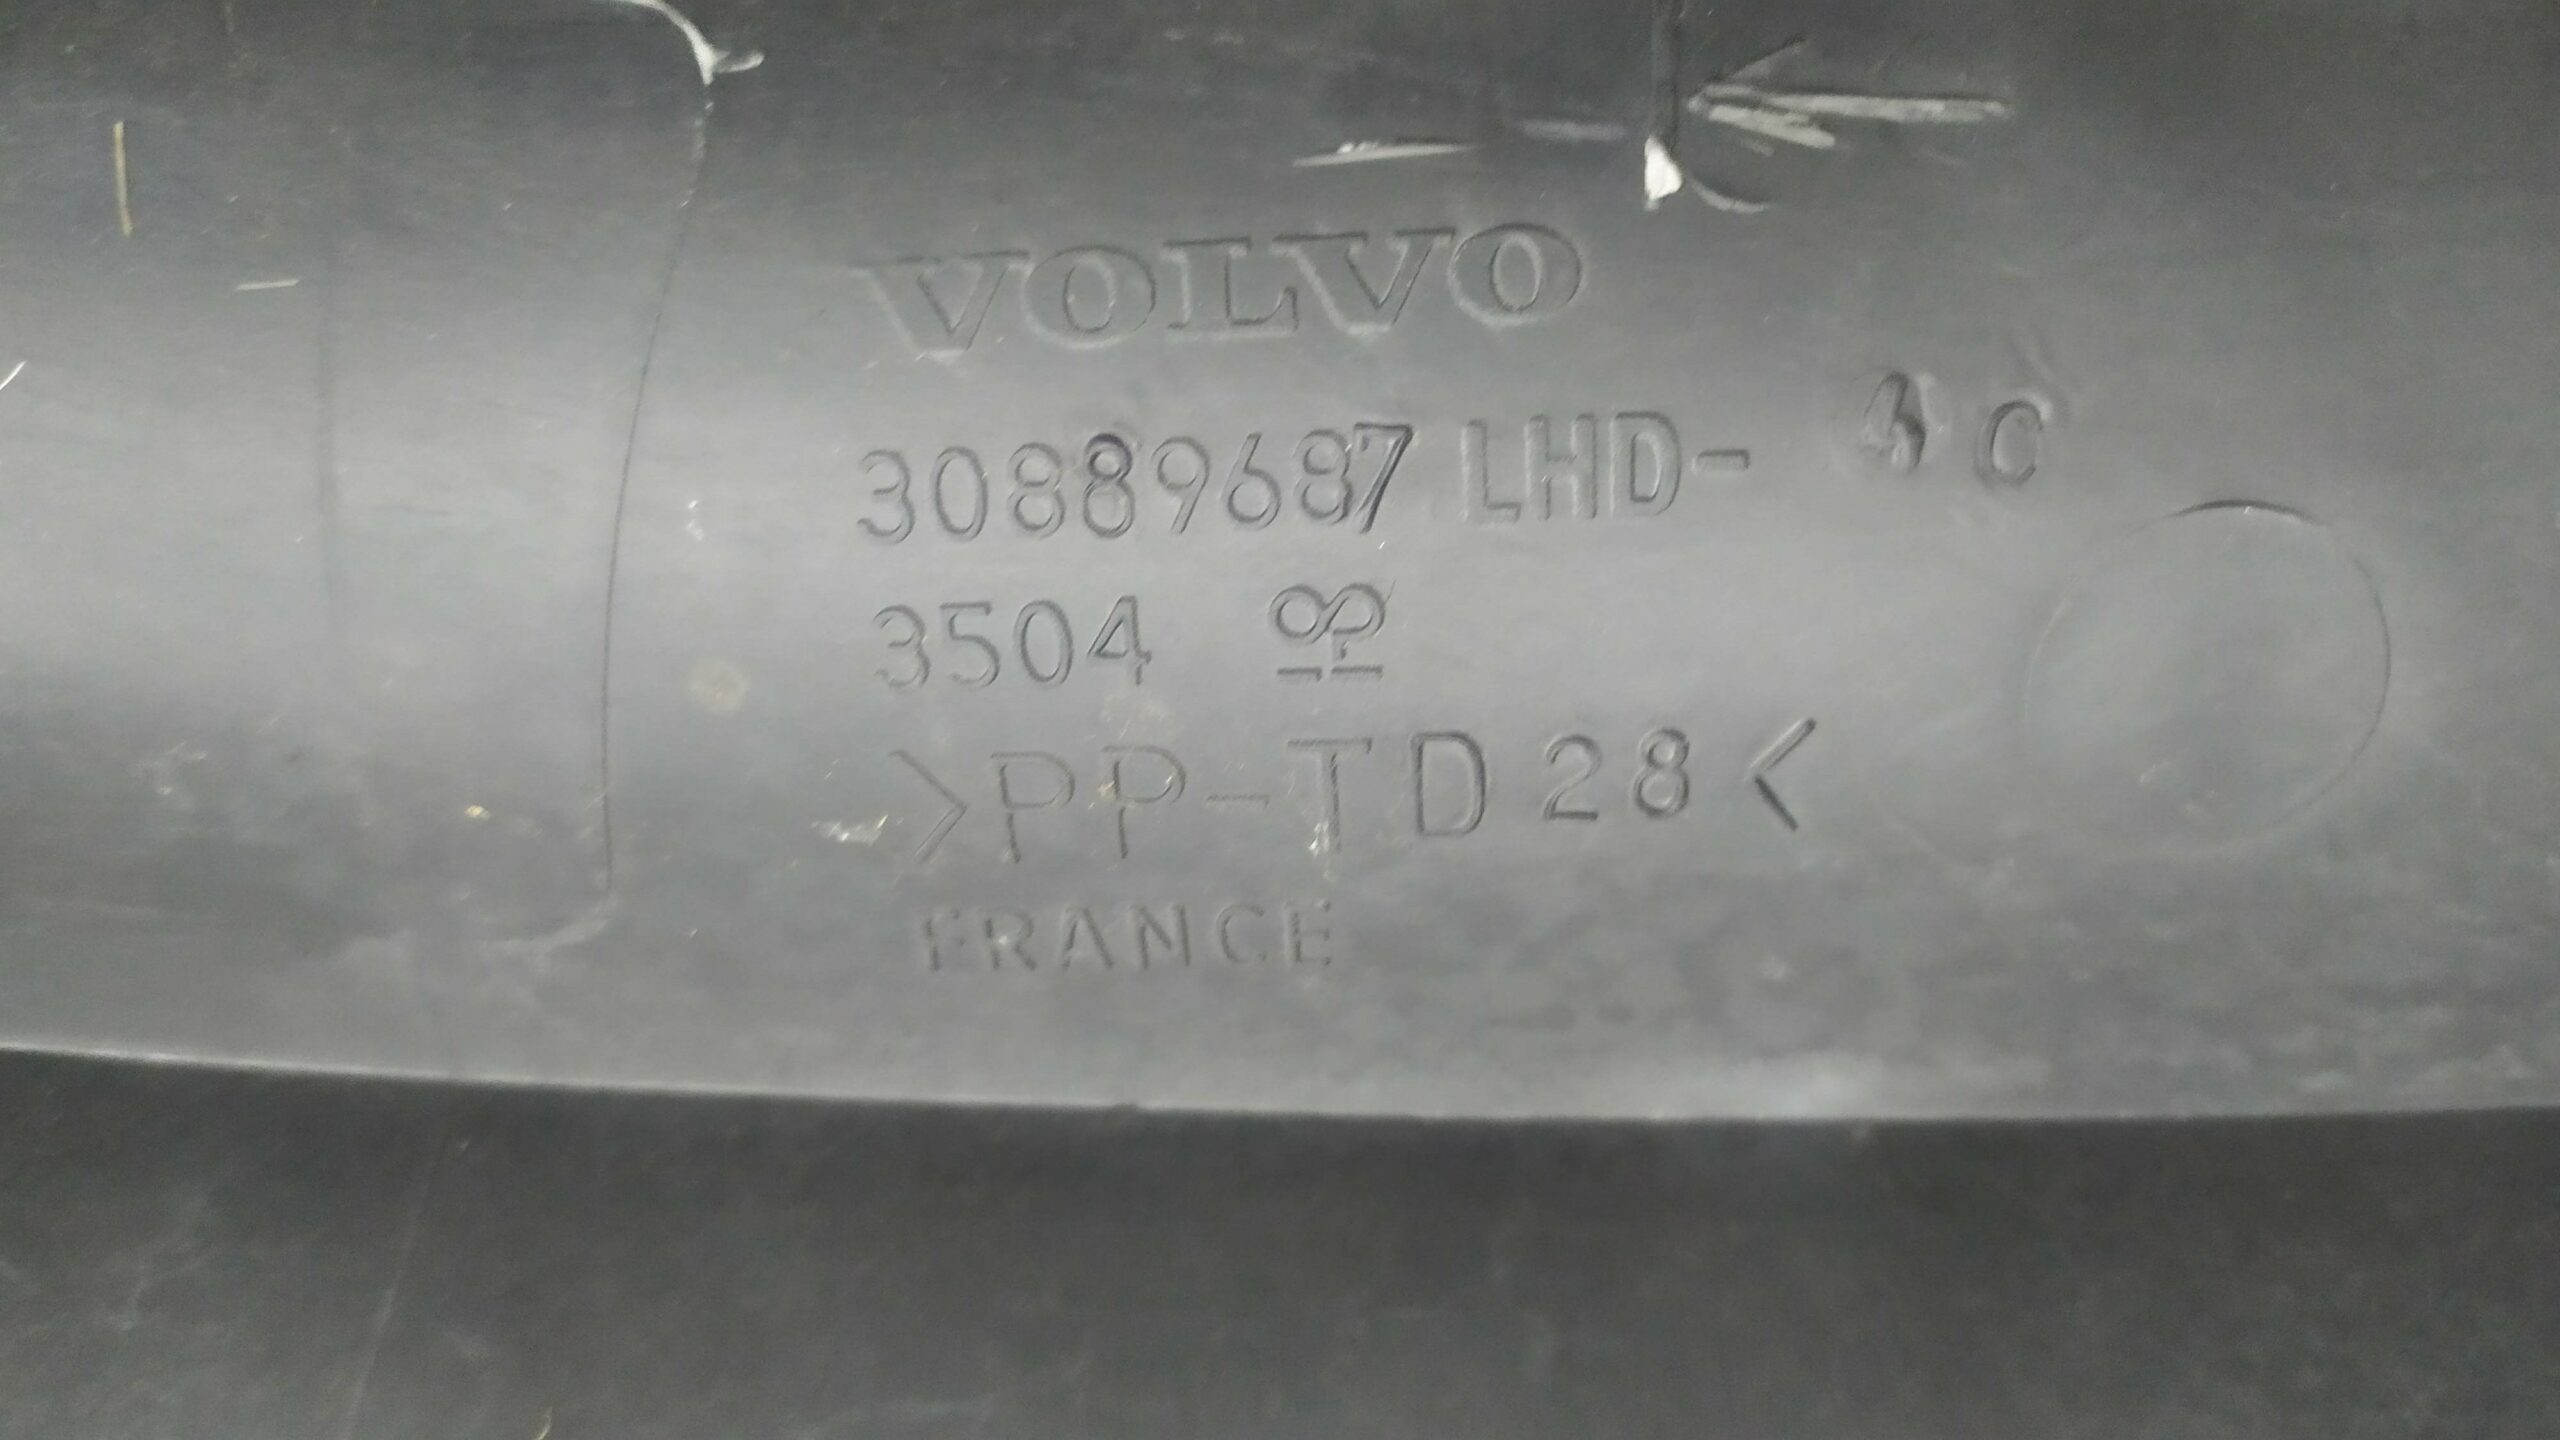 VOLVO
30889687 LHD- C
3504
>PP-TD28<
FRANCE